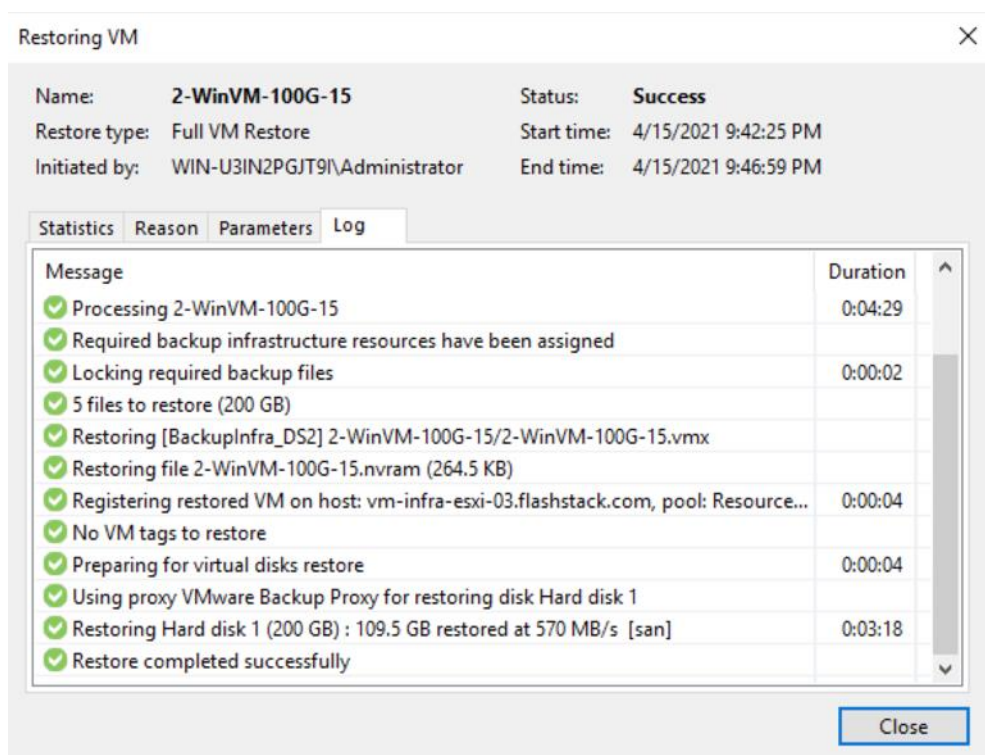 Restoring VM
Name: 2-WinVM-100G-15 Status: Success
Restore type: Full VM Restore Start time: 4/15/2021 9:42:25 PM
Initiated by: WIN-U3IN2PGJT9I\Administrator End time: 4/15/2021 9:46:59 PM
Statistics Reason Parameters Log
Message Duration
Processing 2-WinVM-100G-15 0:04:29
Required backup infrastructure resources have been assigned
Locking required backup files 0:00:02
5 files to restore (200 GB)
Restoring [BackupInfra_DS2] 2-WinVM-100G-15/2-WinVM-100G-15.vmx
Restoring file 2-WinVM-100G-15.nvram (264.5 KB)
Registering restored VM on host: vm-infra-esxi-03.flashstack.com, pool: Resource... 0:00:04
No VM tags to restore
Preparing for virtual disks restore 0:00:04
Using proxy VMware Backup Proxy for restoring disk Hard disk 1
Restoring Hard disk 1 (200 GB) : 109.5 GB restored at 570 MB/s [san] 0:03:18
Restore completed successfully
Close